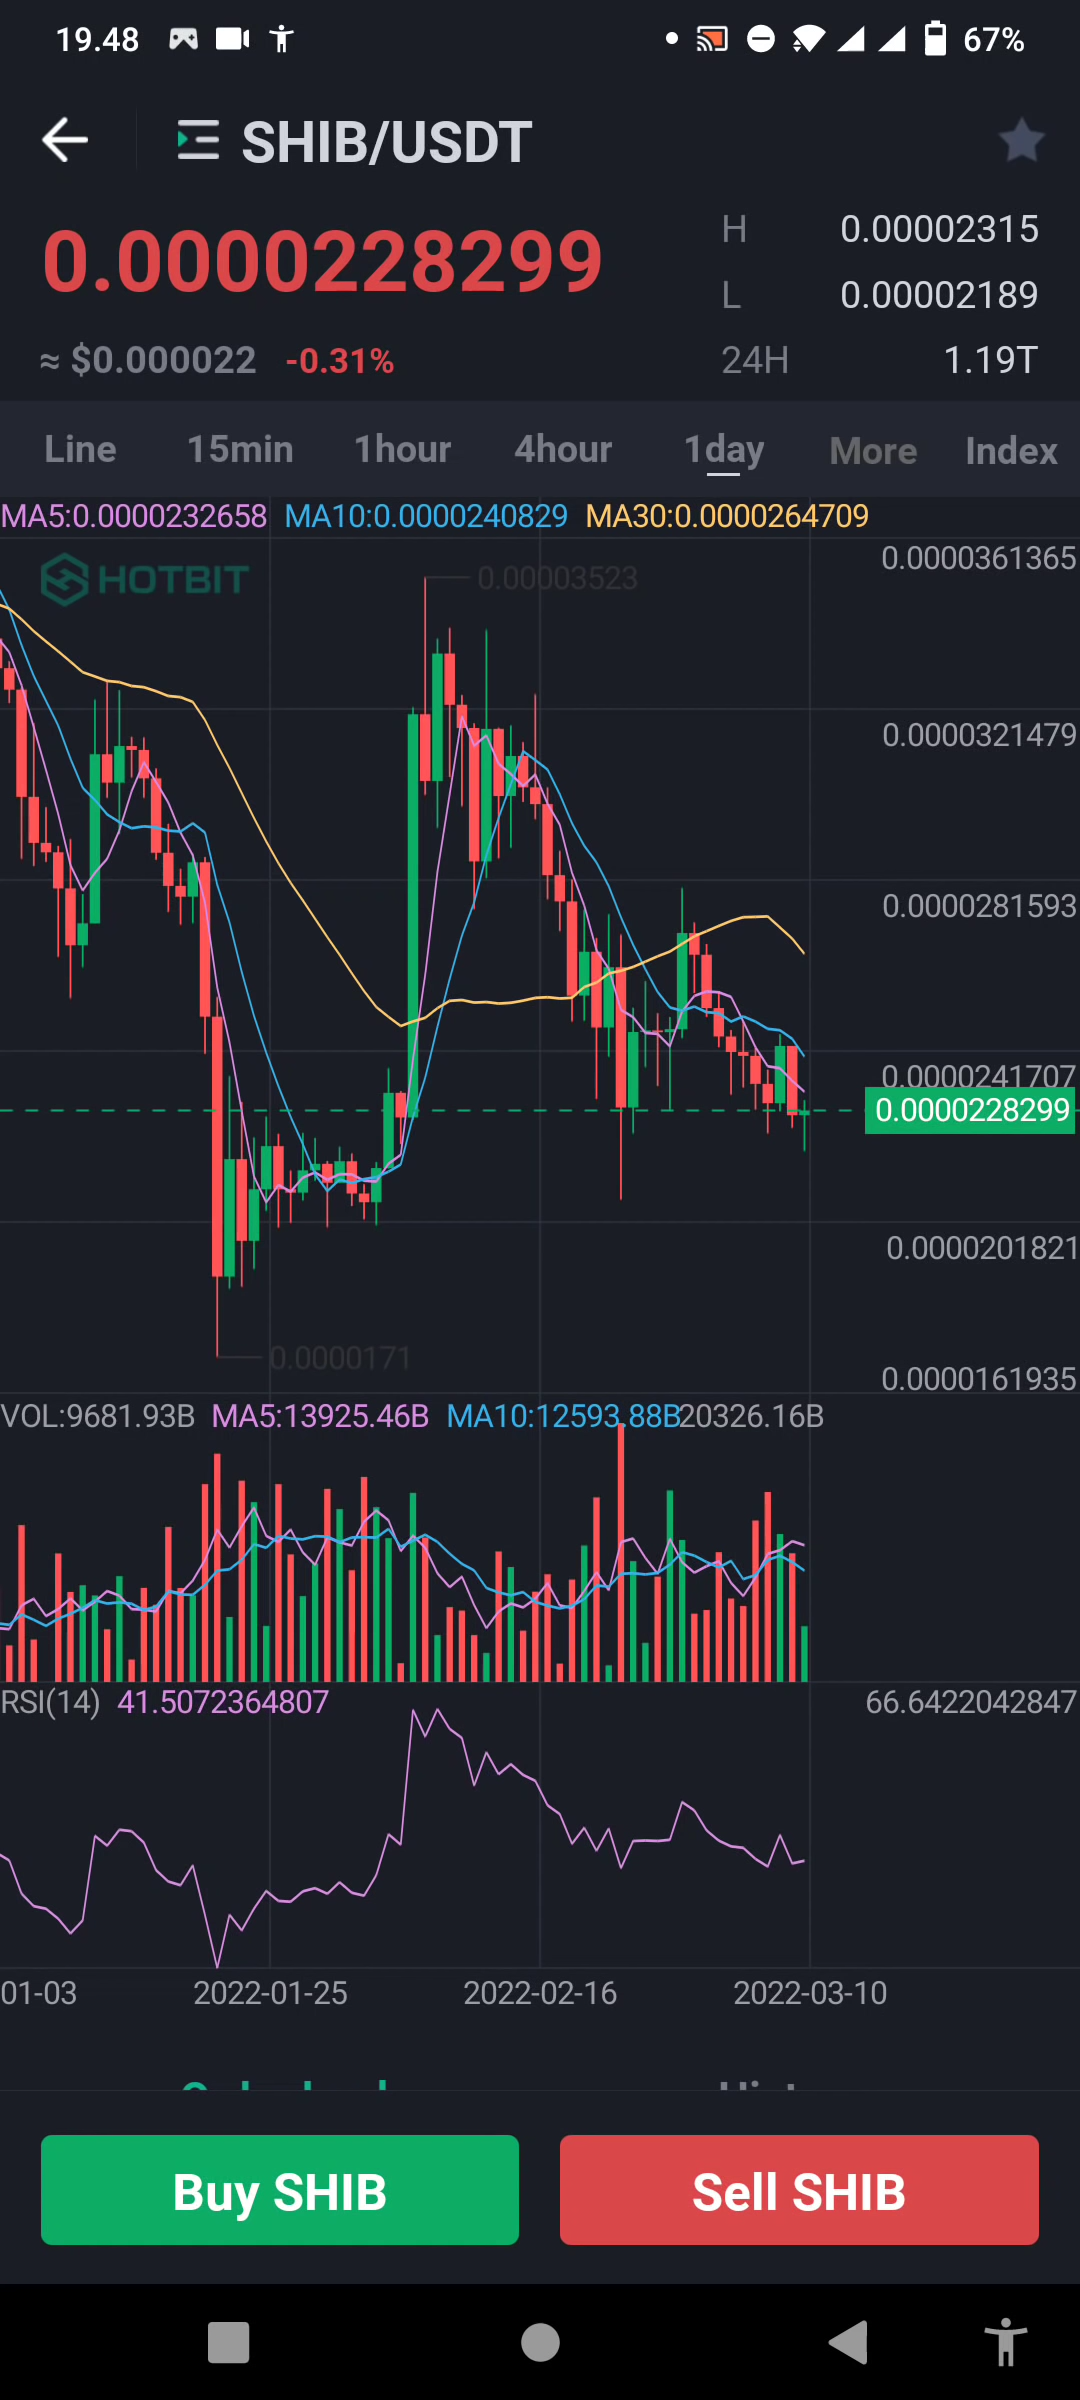 19.48 67%
SHIB/USDT
0.0000228299
H 0.00002315
L 0.00002189
≈ $0.000022 -0.31%
24H 1.19T
Line 15min 1hour 4hour 1day More Index
MA5:0.0000232658 MA10:0.0000240829 MA30:0.0000264709
0.0000361365
HOTBIT
0.00003523
0.0000321479
0.0000281593
0.0000241707
0.0000228299
0.0000201821
0.0000171
0.0000161935
VOL:9681.93B MA5:13925.46B MA10:12593.88B 20326.16B
RSI(14) 41.5072364807 66.6422042847
01-03 2022-01-25 2022-02-16 2022-03-10
Buy SHIB Sell SHIB